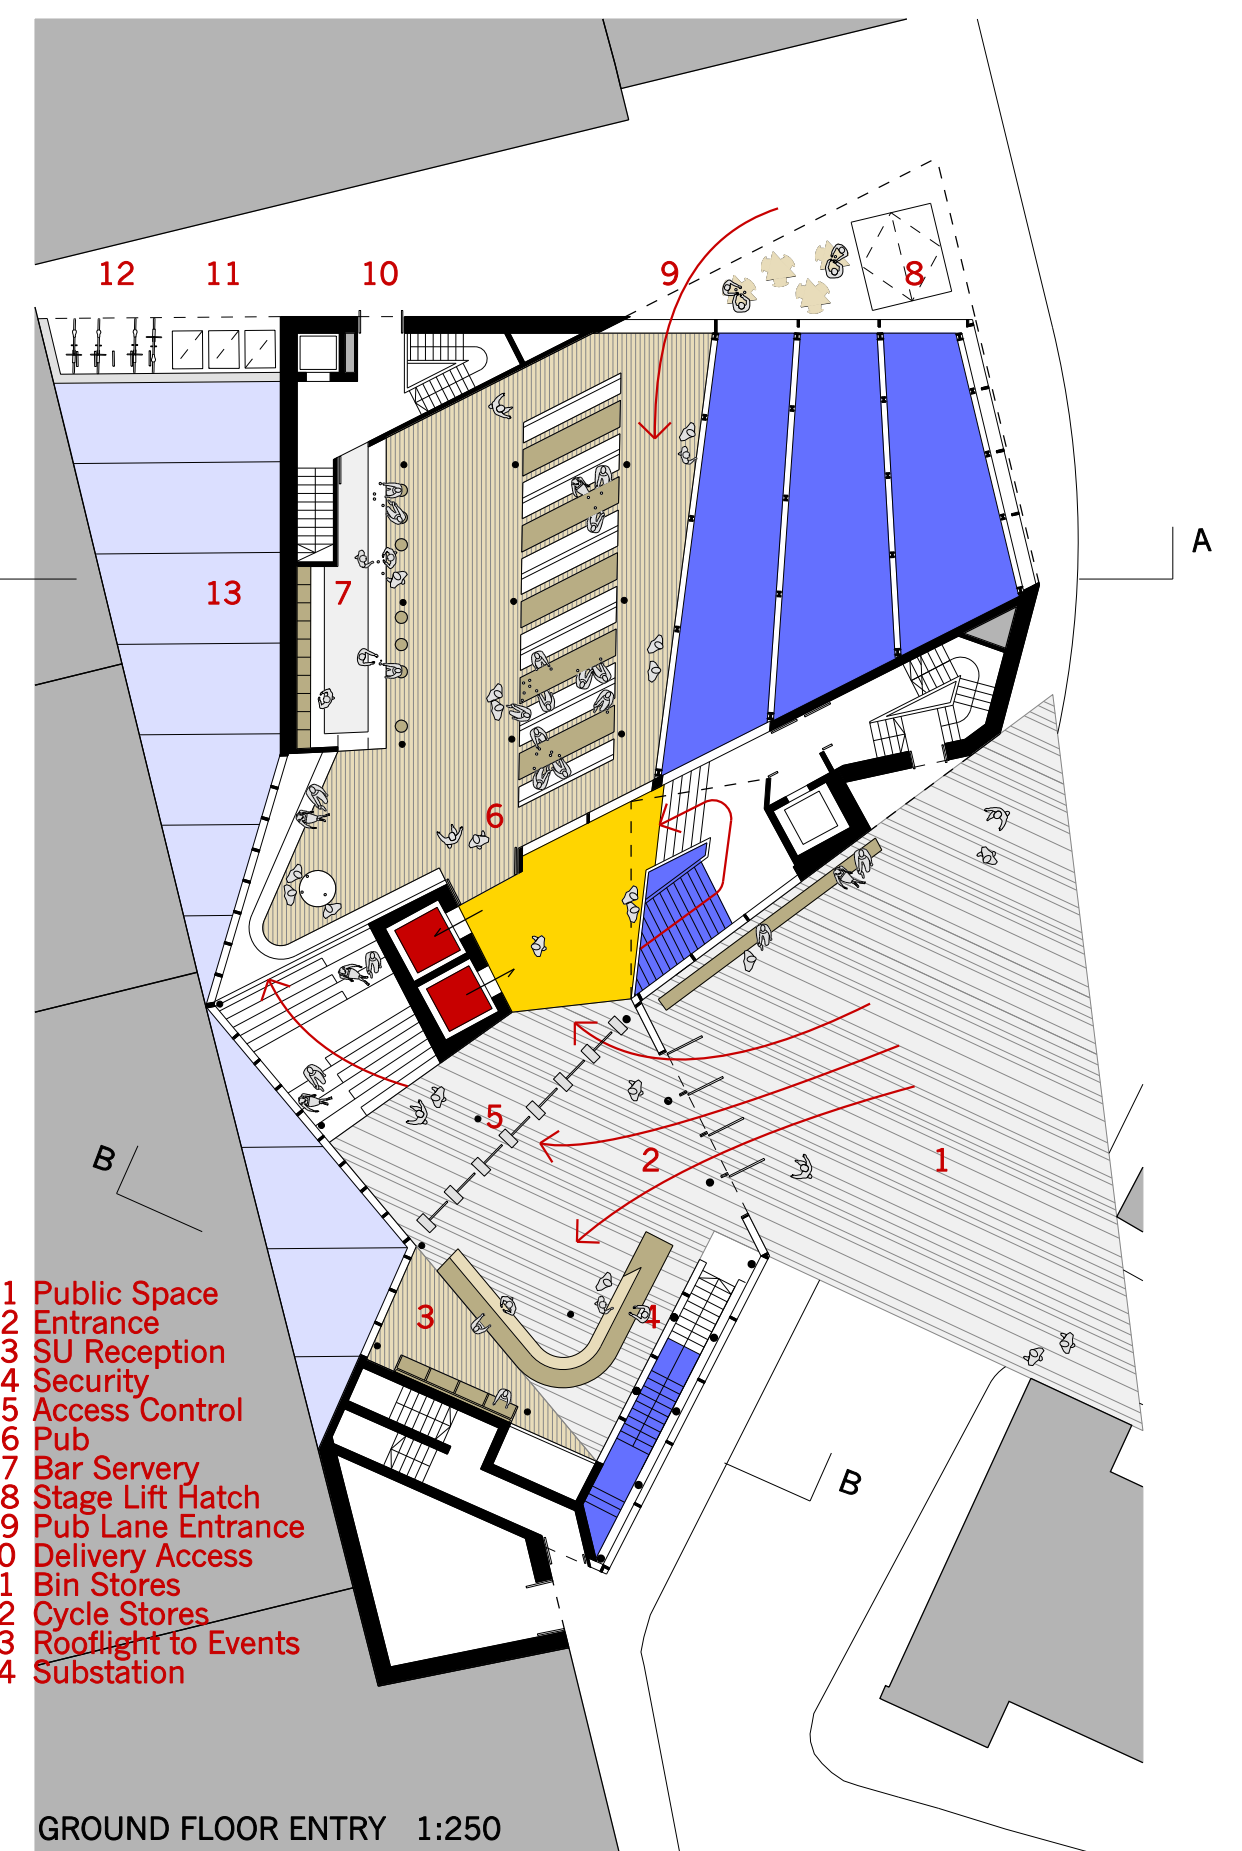 12 11 10 9 8
A
13 7
6
B 5 2 1
1 Public Space
2 Entrance
3 SU Reception
4 Security
5 Access Control
6 Pub
7 Bar Servery
8 Stage Lift Hatch
9 Pub Lane Entrance
0 Delivery Access
1 Bin Stores
2 Cycle Stores
3 Rooflight to Events
4 Substation
3 4
B
GROUND FLOOR ENTRY 1:250